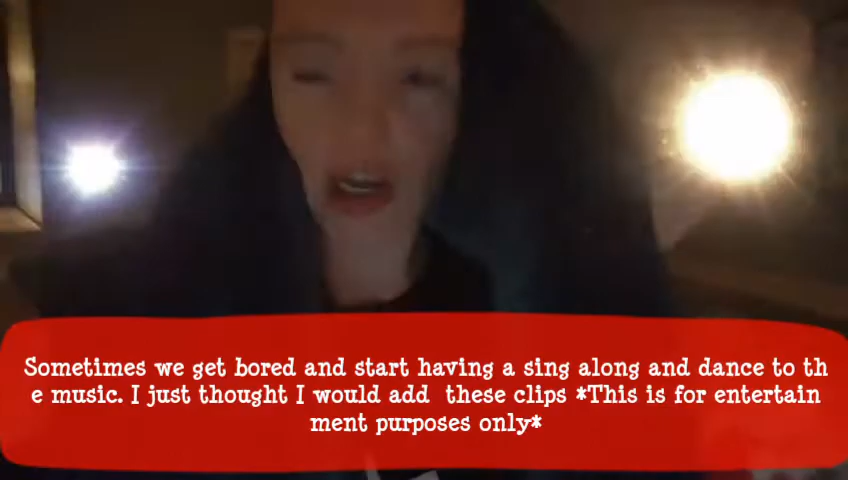 Sometimes we get bored and start having a sing along and dance to th
e music. I just thought I would add  these clips *This is for entertain
ment purposes only*